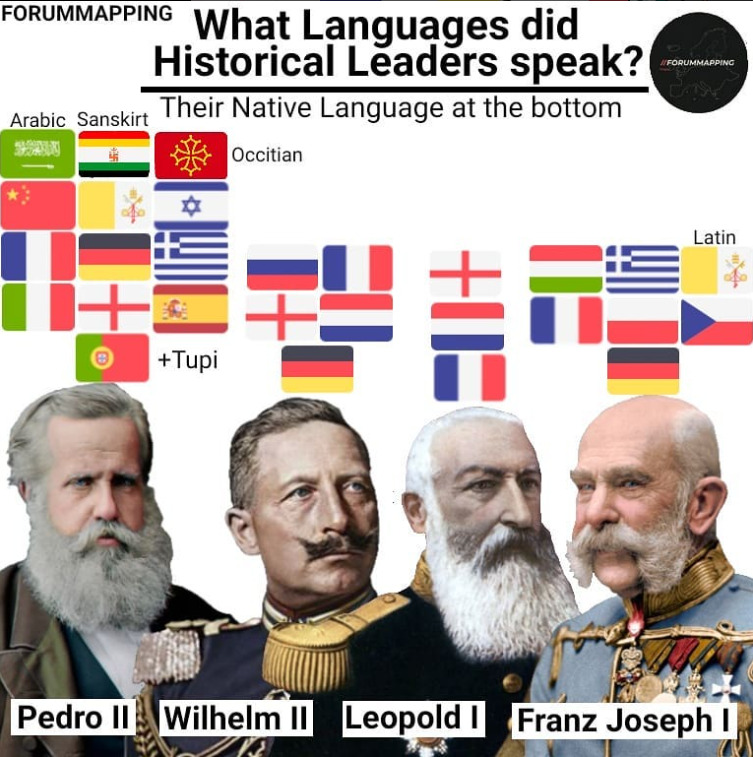 FORUMMAPPING
What Languages did
Historical Leaders speak?
//FORUMMAPPING
Their Native Language at the bottom
Arabic Sanskirt
Occitian
Latin
+Tupi
Pedro II Wilhelm II Leopold I Franz Joseph I